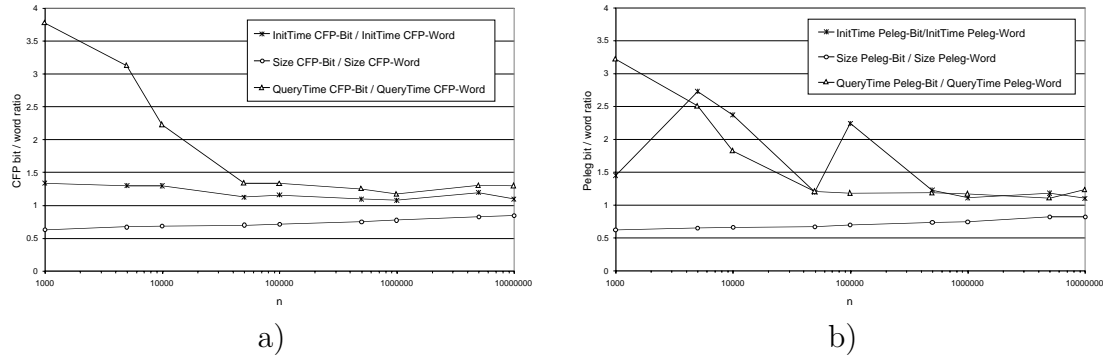 4
3.5
3
2.5
2
1.5
1
0.5
0
CFP bit / word ratio
InitTime CFP-Bit / InitTime CFP-Word
Size CFP-Bit / Size CFP-Word
QueryTime CFP-Bit / QueryTime CFP-Word
1000 10000 100000 1000000 10000000
n
a)
4
3.5
3
2.5
2
1.5
1
0.5
0
Peleg bit / word ratio
InitTime Peleg-Bit/InitTime Peleg-Word
Size Peleg-Bit / Size Peleg-Word
QueryTime Peleg-Bit / QueryTime Peleg-Word
1000 10000 100000 1000000 10000000
n
b)